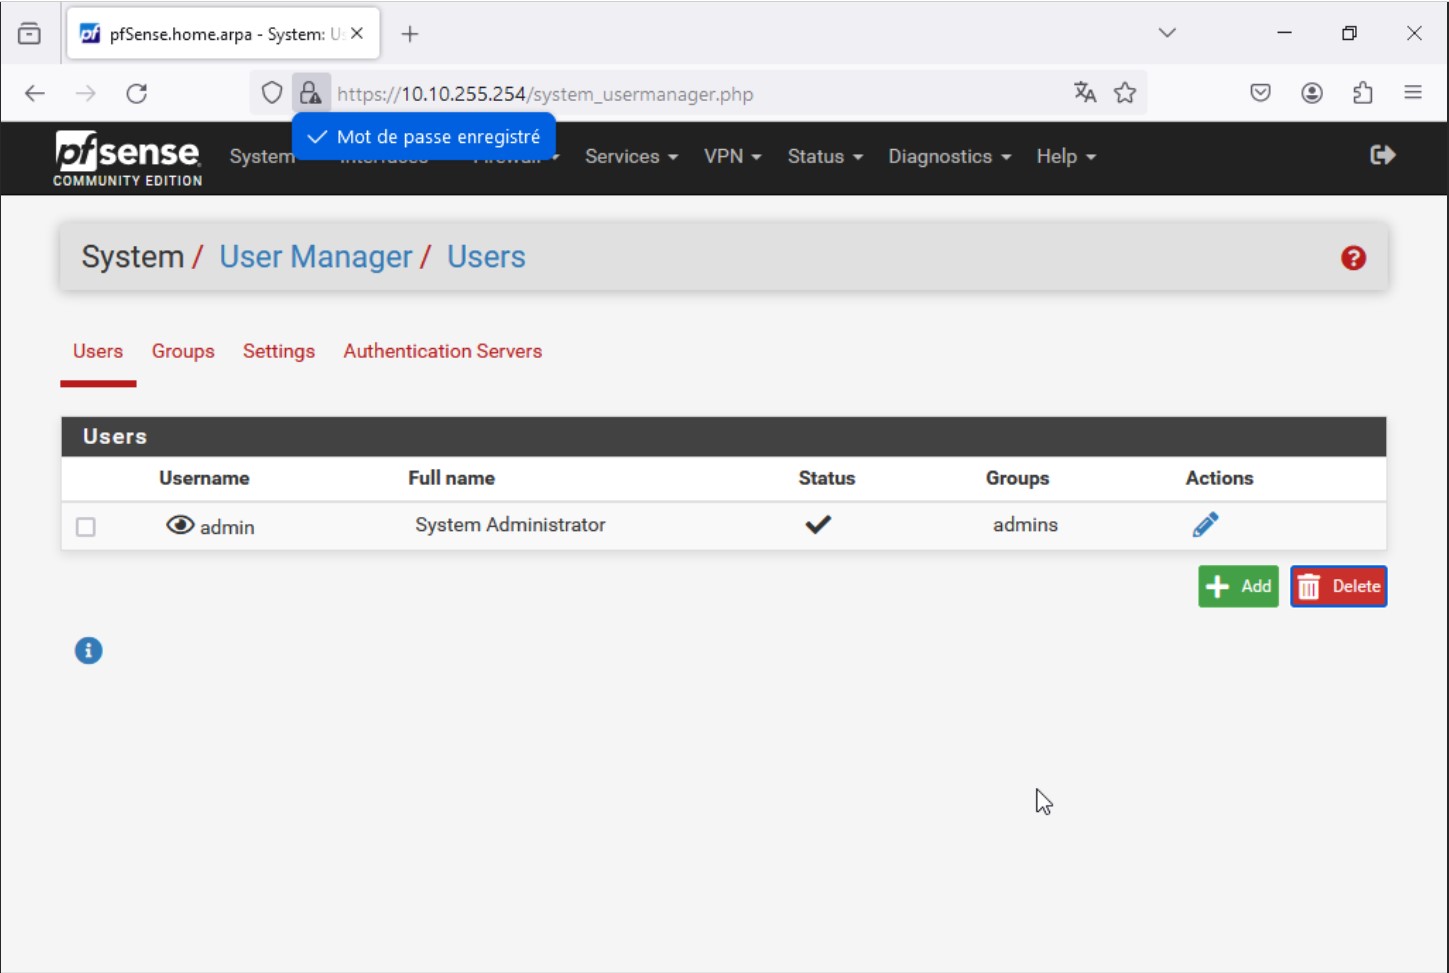 pfSense.home.arpa - System: U
https://10.10.255.254/system_usermanager.php
Mot de passe enregistré
pfsense
COMMUNITY EDITION
System Services VPN Status Diagnostics Help
System / User Manager / Users
Users Groups Settings Authentication Servers
Users
Username Full name Status Groups Actions
admin System Administrator admins
Add Delete